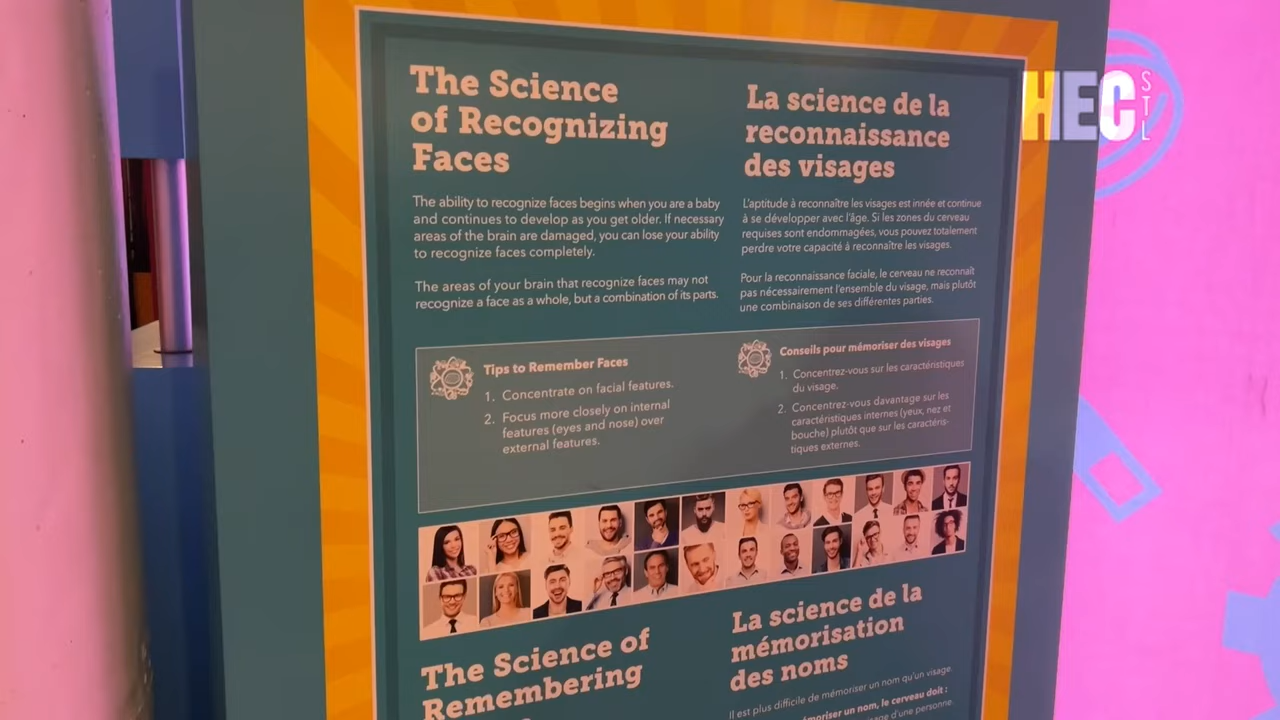 The Science
of Recognizing
Faces
The ability to recognize faces begins when you are a baby
and continues to develop as you get older. If necessary
areas of the brain are damaged, you can lose your ability
to recognize faces completely.
The areas of your brain that recognize faces may not
recognize a face as a whole, but a combination of its parts.
La science de la
reconnaissance
des visages
L'aptitude à reconnaître les visages est innée et continue
à se développer avec l'âge. Si les zones du cerveau
requises sont endommagées, vous pouvez totalement
perdre votre capacité à reconnaître les visages.
Pour la reconnaissance faciale, le cerveau ne reconnaît
pas nécessairement l'ensemble du visage, mais plutôt
une combinaison de ses différentes parties.
HEC
STL
Tips to Remember Faces
1. Concentrate on facial features.
2. Focus more closely on internal
features (eyes and nose) over
external features.
Conseils pour mémoriser des visages
1. Concentrez-vous sur les caractéristiques
du visage.
2. Concentrez-vous davantage sur les
caractéristiques internes (yeux, nez et
bouche) plutôt que sur les caractéris-
tiques externes.
The Science of
Remembering
La science de la
mémorisation
des noms
Il est plus difficile de mémoriser un nom qu'un visage.
mémoriser un nom, le cerveau doit :
d'une personne.